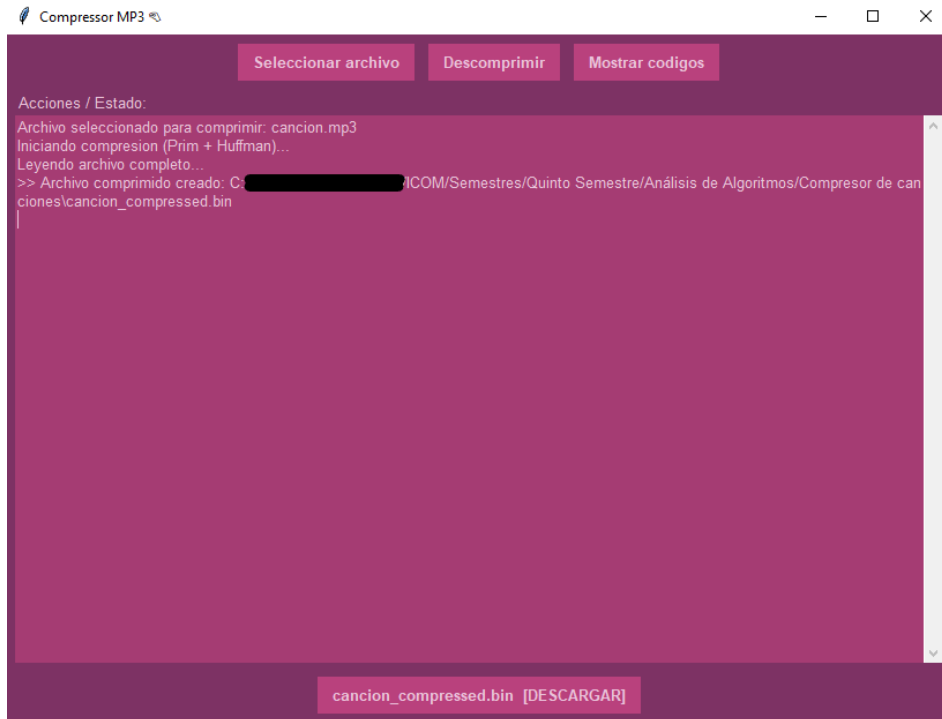 Compressor MP3
Seleccionar archivo
Descomprimir
Mostrar codigos
Acciones / Estado:
Archivo seleccionado para comprimir: cancion.mp3
Iniciando compresion (Prim + Huffman)...
Leyendo archivo completo...
>> Archivo comprimido creado: C: /ICOM/Semestres/Quinto Semestre/Análisis de Algoritmos/Compresor de can
ciones\cancion_compressed.bin
cancion_compressed.bin [DESCARGAR]